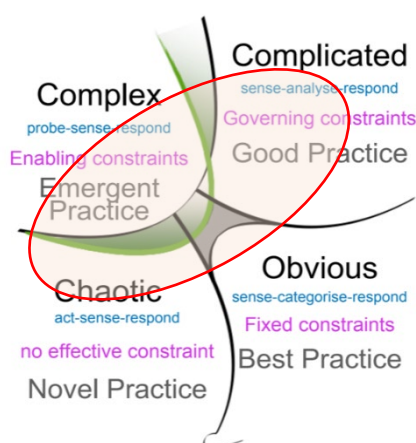 Complex
probe-sense-respond
Enabling constraints
Emergent
Practice
Complicated
sense-analyse-respond
Governing constraints
Good Practice
Chaotic
act-sense-respond
no effective constraint
Novel Practice
Obvious
sense-categorise-respond
Fixed constraints
Best Practice